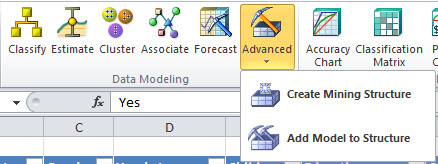 Classify Estimate Cluster Associate Forecast Advanced Accuracy Chart Classification Matrix
Data Modeling
Create Mining Structure
Add Model to Structure
fx Yes
C D